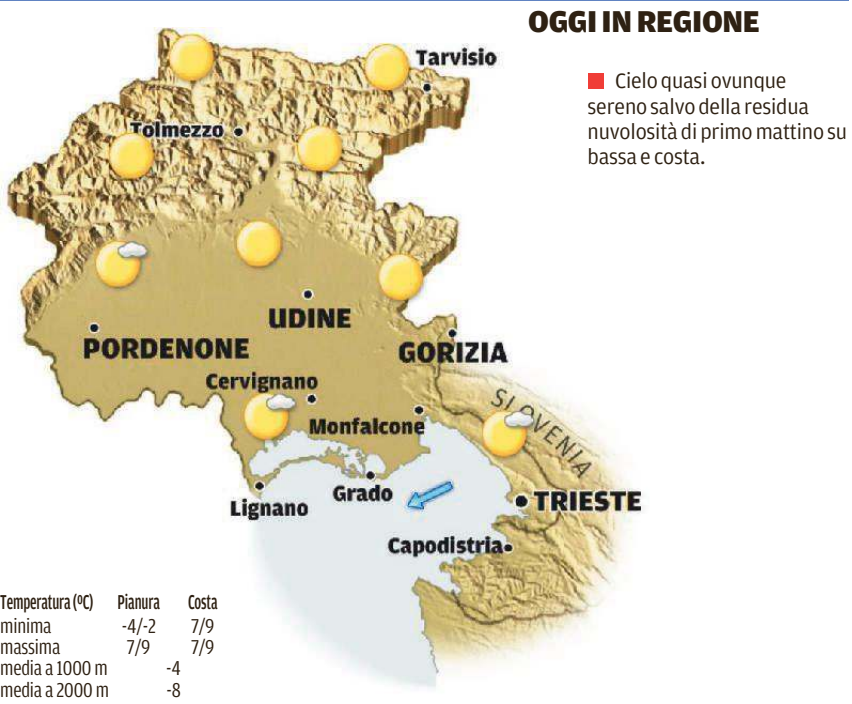 OGGI IN REGIONE
Cielo quasi ovunque
sereno salvo della residua
nuvolosità di primo mattino su
bassa e costa.
Tarvisio
Tolmezzo
UDINE
PORDENONE
GORIZIA
Cervignano
SLOVENIA
Monfalcone
Grado
Lignano
TRIESTE
Capodistria
Temperatura (ºC) Pianura Costa
minima -4/-2 7/9
massima 7/9 7/9
media a 1000 m -4
media a 2000 m -8